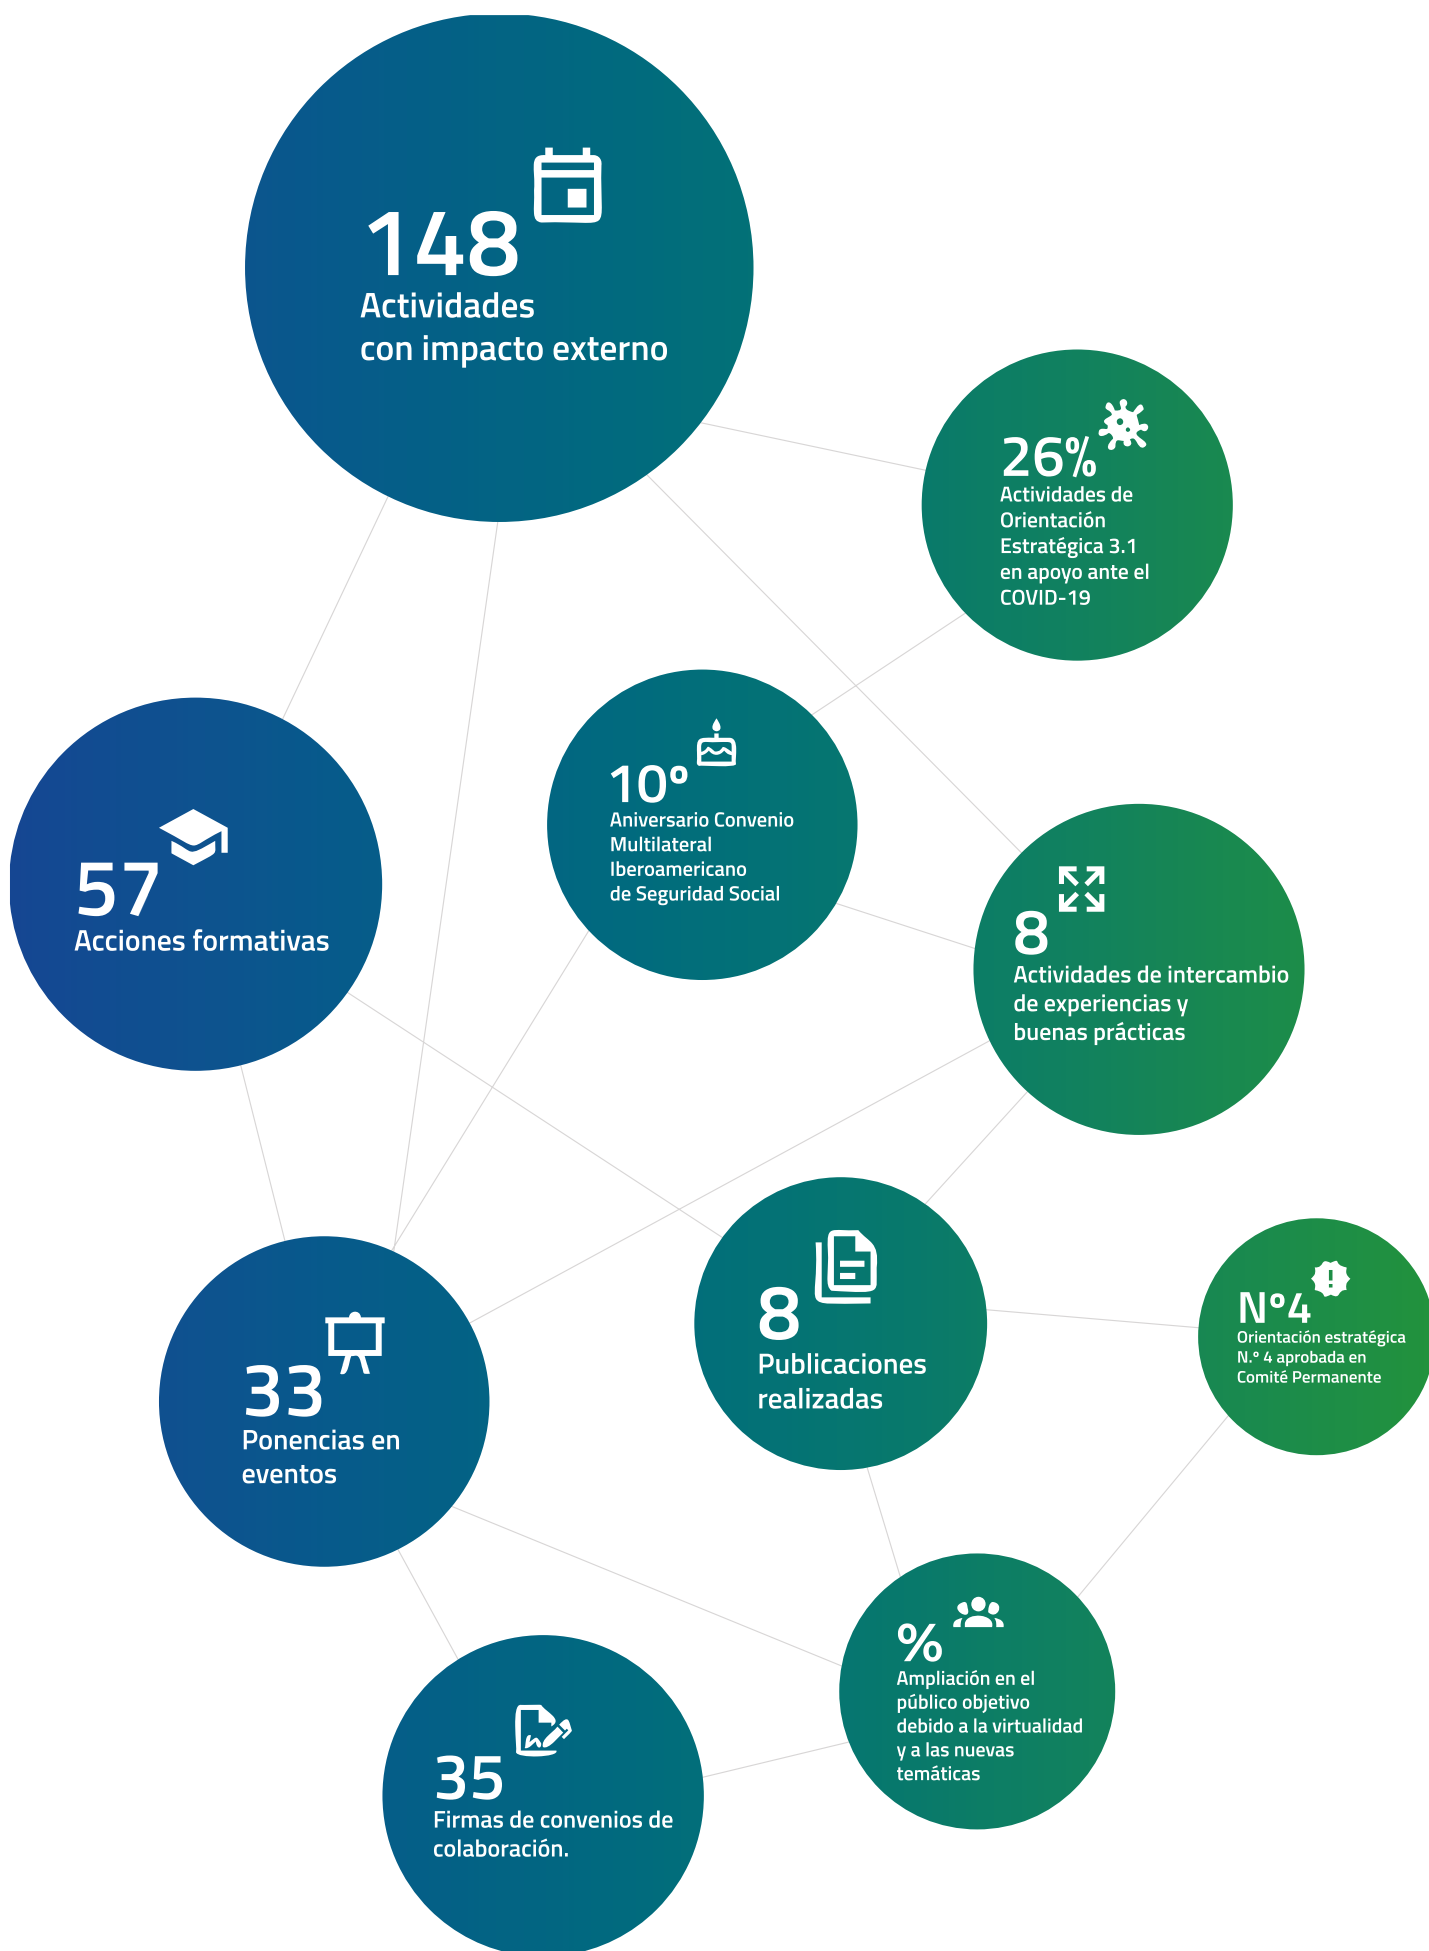 148
Actividades
con impacto externo
26%
Actividades de
Orientación
Estratégica 3.1
en apoyo ante el
COVID-19
57
Acciones formativas
10º
Aniversario Convenio
Multilateral
Iberoamericano
de Seguridad Social
8
Actividades de intercambio
de experiencias y
buenas prácticas
33
Ponencias en
eventos
8
Publicaciones
realizadas
Nº4
Orientación estratégica
N.º 4 aprobada en
Comité Permanente
35
Firmas de convenios de
colaboración.
%
Ampliación en el
público objetivo
debido a la virtualidad
y a las nuevas
temáticas